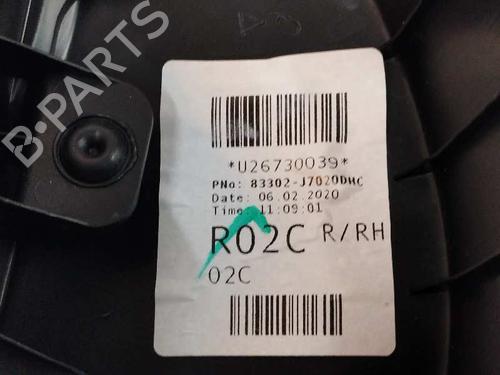 B-PARTS
*U26730039*
PNo: 83302-J7020DHC
Date: 06.02.2020
Time: 11:09:01
R02C R/RH
02C